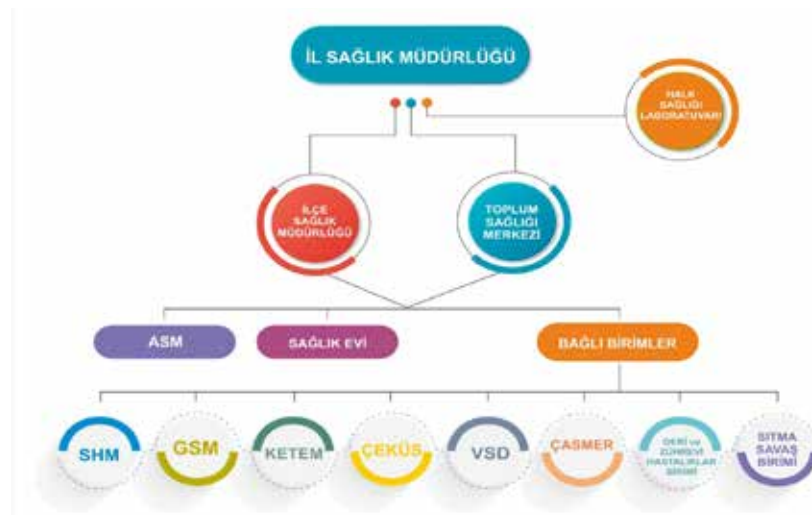 İL SAĞLIK MÜDÜRLÜĞÜ
HALK
SAĞLIĞI
LABORATUVARI
İLÇE
SAĞLIK
MÜDÜRLÜĞÜ
TOPLUM
SAĞLIĞI
MERKEZİ
ASM
SAĞLIK EVİ
BAĞLI BİRİMLER
SHM
GSM
KETEM
ÇEKÜS
VSD
ÇASMER
DERİ ve
ZÜHREVİ
HASTALIKLAR
BİRİMİ
SITMA
SAVAŞ
BİRİMİ